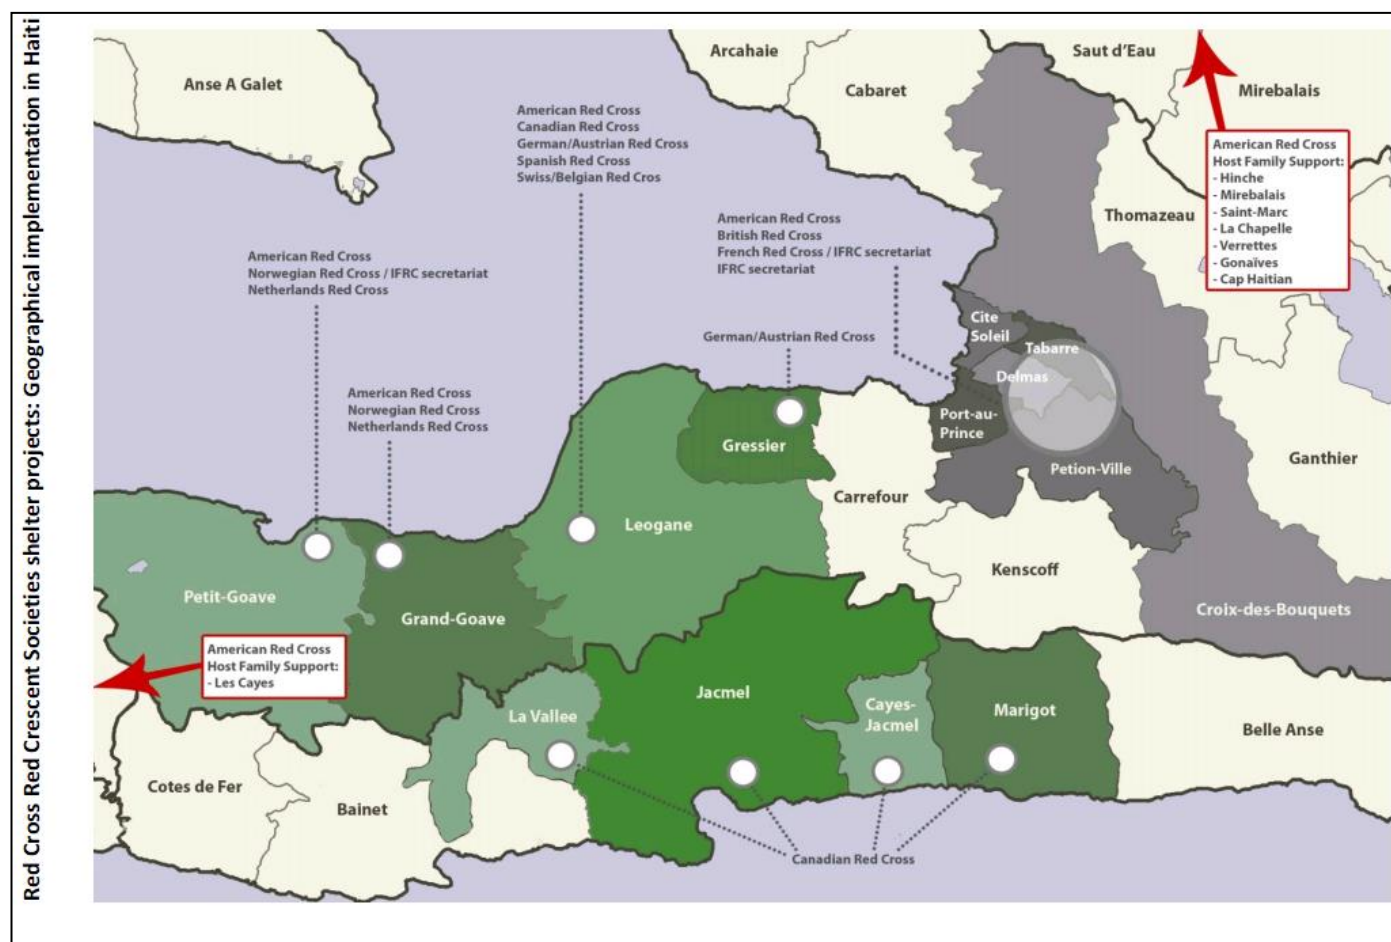 Red Cross Red Crescent Societies shelter projects: Geographical implementation in Haiti
Anse A Galet
Arcahaie
Cabaret
Saut d'Eau
Mirebalais
American Red Cross
Canadian Red Cross
German/Austrian Red Cross
Spanish Red Cross
Swiss/Belgian Red Cros
American Red Cross
Host Family Support:
- Hinche
- Mirebalais
- Saint-Marc
- La Chapelle
- Verrettes
- Gonaïves
- Cap Haitian
Thomazeau
American Red Cross
British Red Cross
French Red Cross / IFRC secretariat
IFRC secretariat
American Red Cross
Norwegian Red Cross / IFRC secretariat
Netherlands Red Cross
German/Austrian Red Cross
Cite
Soleil
Tabarre
Delmas
American Red Cross
Norwegian Red Cross
Netherlands Red Cross
Port-au-
Prince
Gressier
Petion-Ville
Ganthier
Carrefour
Leogane
Kenscoff
Petit-Goave
Grand-Goave
Croix-des-Bouquets
American Red Cross
Host Family Support:
- Les Cayes
La Vallee
Jacmel
Cayes-
Jacmel
Marigot
Belle Anse
Cotes de Fer
Bainet
Canadian Red Cross